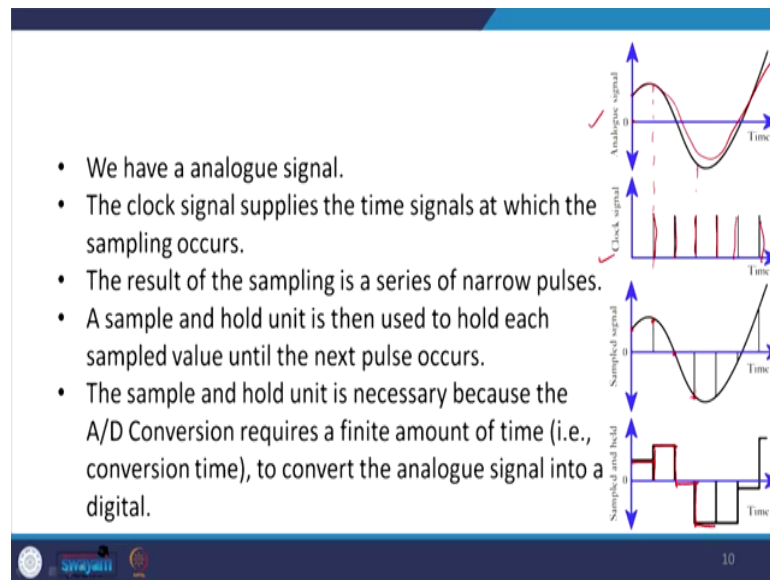 • We have a analogue signal.
• The clock signal supplies the time signals at which the
sampling occurs.
• The result of the sampling is a series of narrow pulses.
• A sample and hold unit is then used to hold each
sampled value until the next pulse occurs.
• The sample and hold unit is necessary because the
A/D Conversion requires a finite amount of time (i.e.,
conversion time), to convert the analogue signal into a
digital.
Analogue signal
0
Time
Clock signal
Time
Sampled signal
0
Time
Sampled and held
0
Time
swayam
10